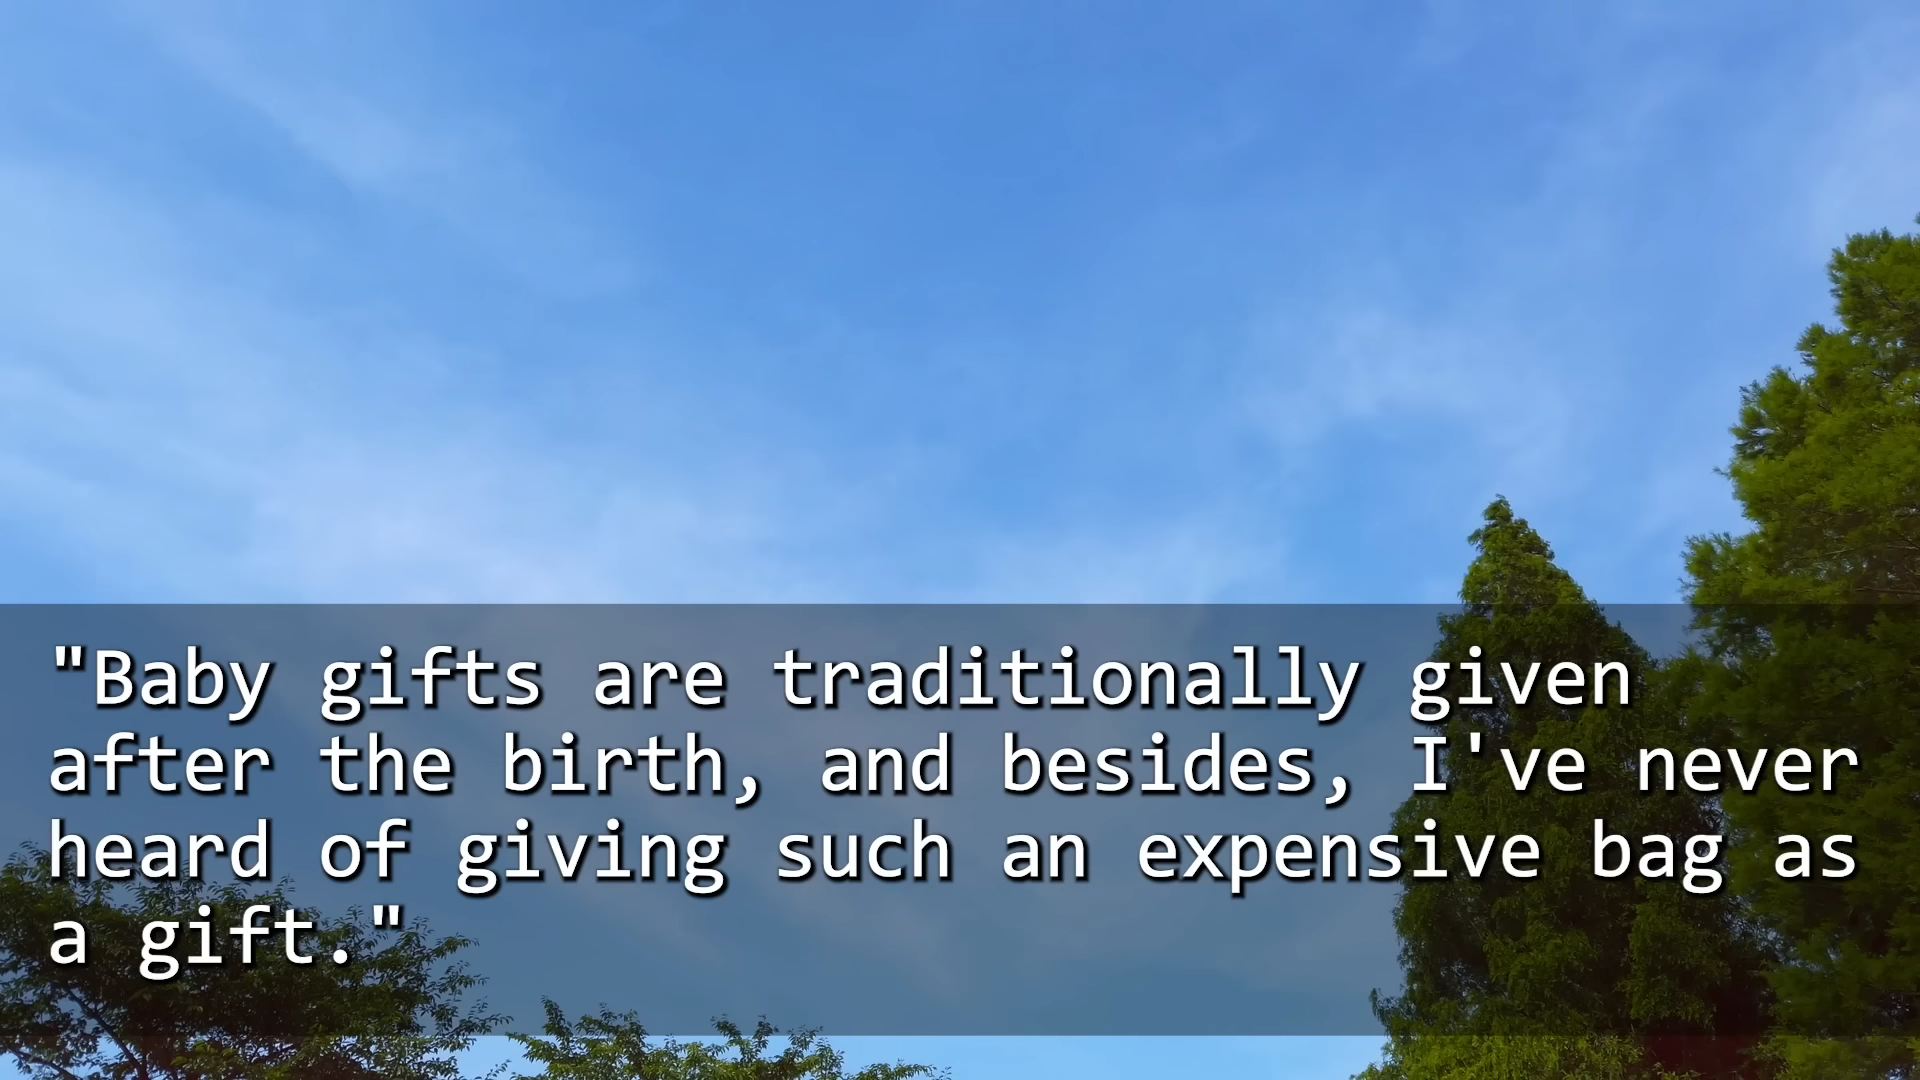 "Baby gifts are traditionally given
after the birth, and besides, I've never
heard of giving such an expensive bag as
a gift."